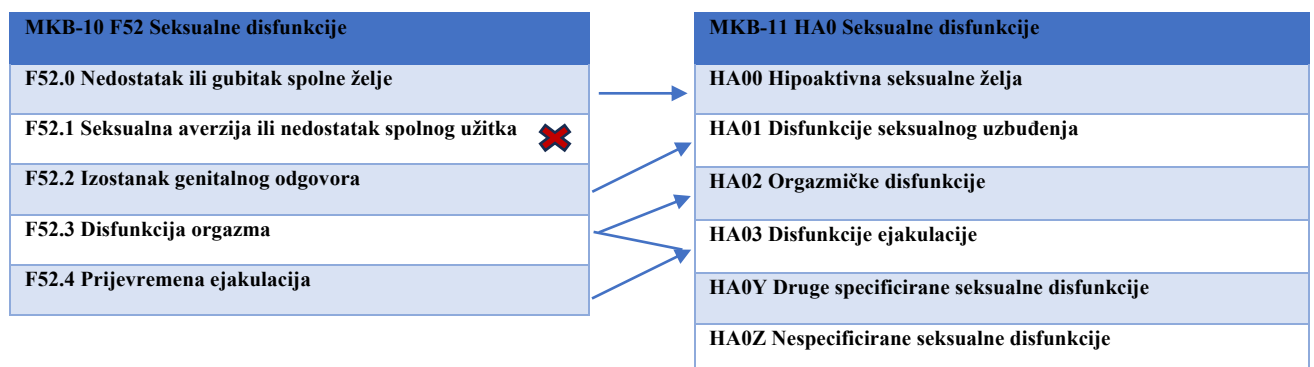 MKB-10 F52 Seksualne disfunkcije
F52.0 Nedostatak ili gubitak spolne želje
F52.1 Seksualna averzija ili nedostatak spolnog užitka
F52.2 Izostanak genitalnog odgovora
F52.3 Disfunkcija orgazma
F52.4 Prijevremena ejakulacija
MKB-11 HA0 Seksualne disfunkcije
HA00 Hipoaktivna seksualne želja
HA01 Disfunkcije seksualnog uzbuđenja
HA02 Orgazmičke disfunkcije
HA03 Disfunkcije ejakulacije
HA0Y Druge specificirane seksualne disfunkcije
HA0Z Nespecificirane seksualne disfunkcije